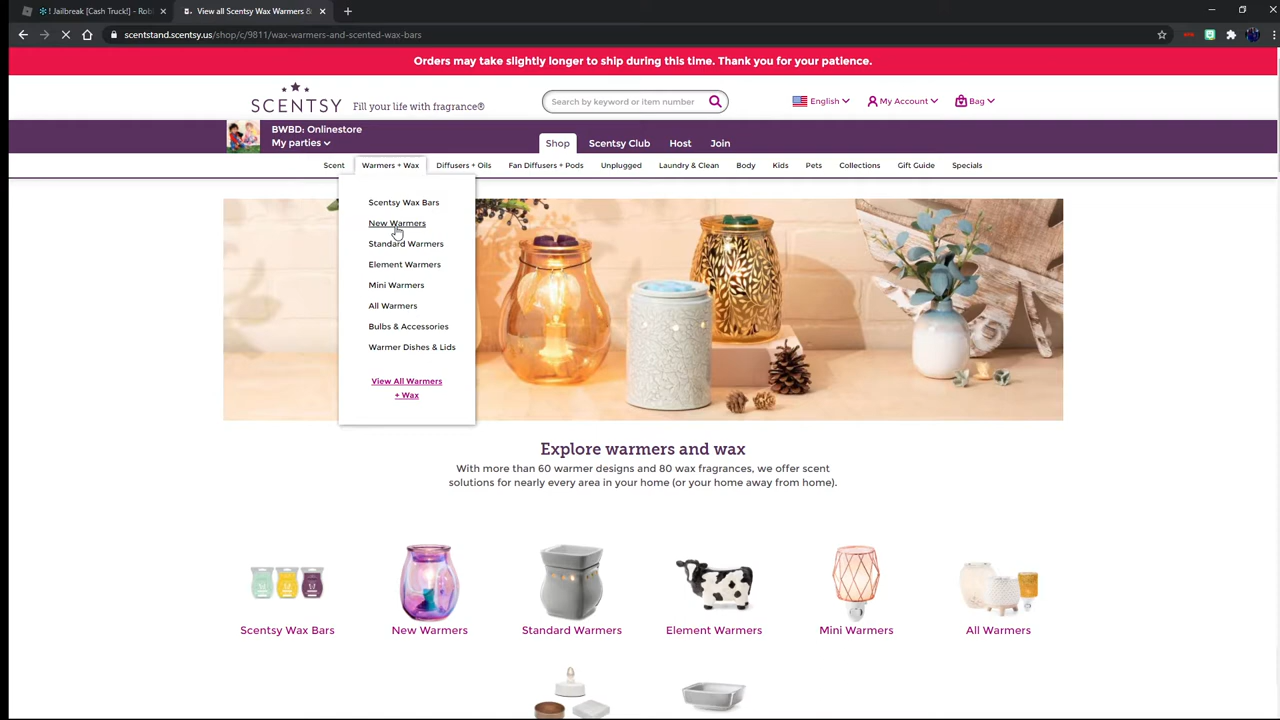 ! Jailbreak [Cash Truck!] - Rob
View all Scentsy Wax Warmers &
scentstand.scentsy.us/shop/c/9811/wax-warmers-and-scented-wax-bars
Orders may take slightly longer to ship during this time. Thank you for your patience.
SCENTSY
Fill your life with fragrance®
Search by keyword or item number
English
My Account
Bag
BWBD: Onlinestore
My parties
Shop
Scentsy Club
Host
Join
Scent
Warmers + Wax
Diffusers + Oils
Fan Diffusers + Pods
Unplugged
Laundry & Clean
Body
Kids
Pets
Collections
Gift Guide
Specials
Scentsy Wax Bars
New Warmers
Standard Warmers
Element Warmers
Mini Warmers
All Warmers
Bulbs & Accessories
Warmer Dishes & Lids
View All Warmers
+ Wax
Explore warmers and wax
With more than 60 warmer designs and 80 wax fragrances, we offer scent
solutions for nearly every area in your home (or your home away from home).
Scentsy Wax Bars
New Warmers
Standard Warmers
Element Warmers
Mini Warmers
All Warmers